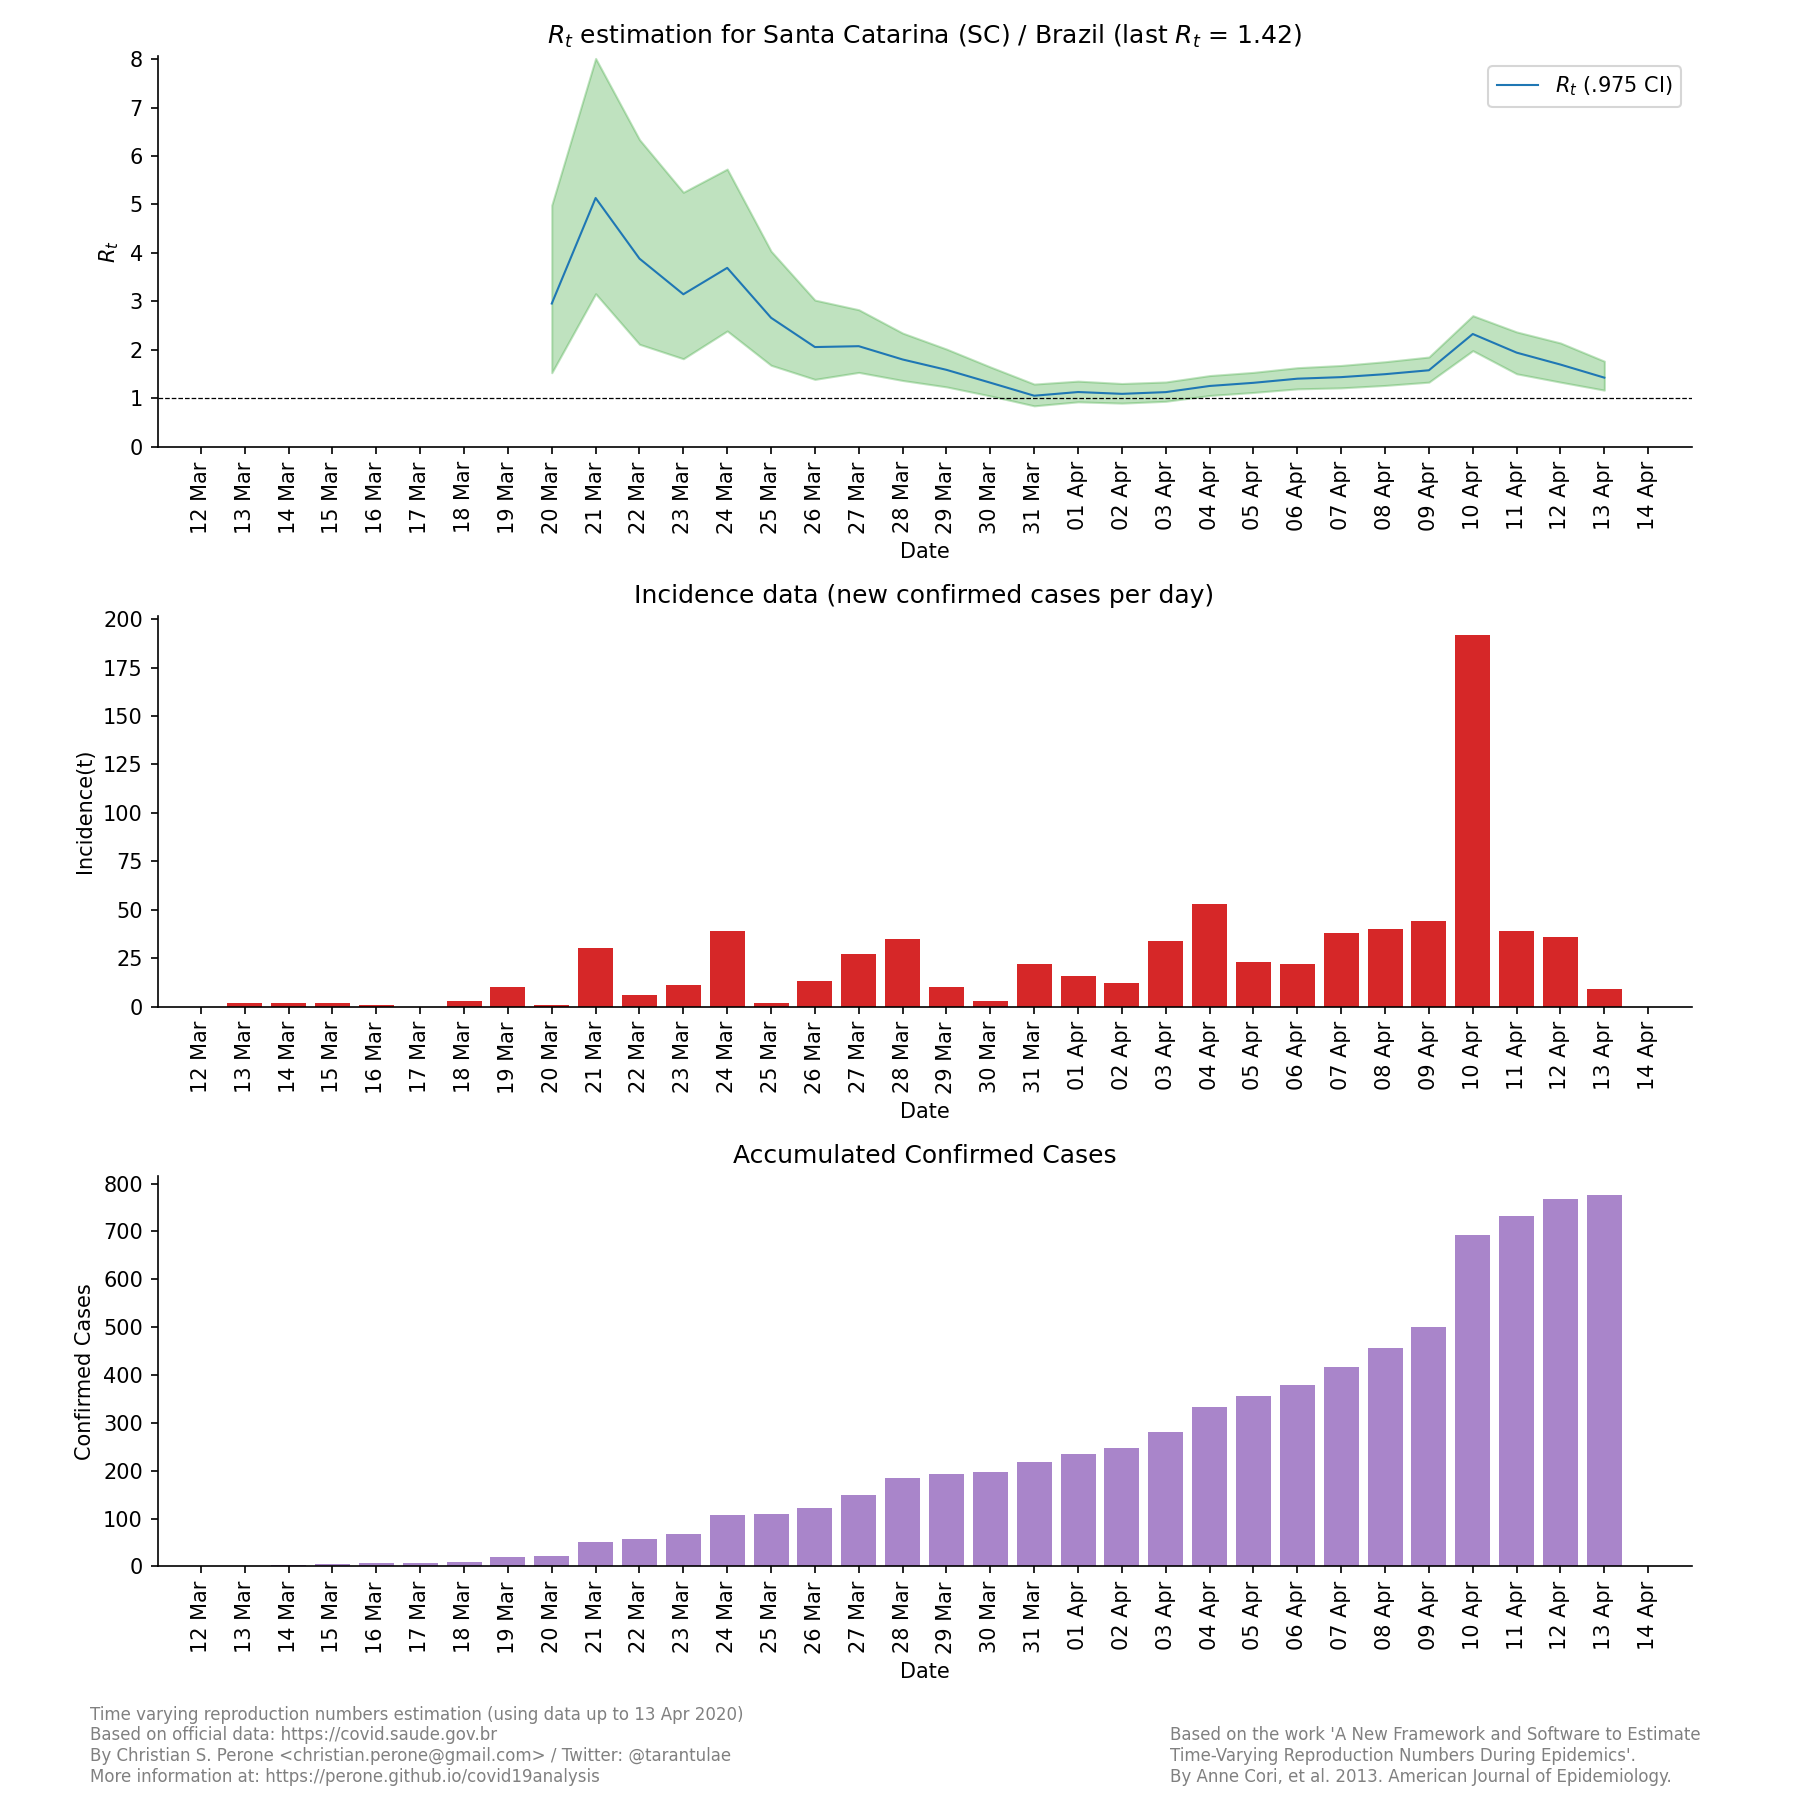 R_t estimation for Santa Catarina (SC) / Brazil (last R_t = 1.42)
8
7
6
5
4
3
2
1
0
R_t
R_t (.975 CI)
12 Mar 13 Mar 14 Mar 15 Mar 16 Mar 17 Mar 18 Mar 19 Mar 20 Mar 21 Mar 22 Mar 23 Mar 24 Mar 25 Mar 26 Mar 27 Mar 28 Mar 29 Mar 30 Mar 31 Mar 01 Apr 02 Apr 03 Apr 04 Apr 05 Apr 06 Apr 07 Apr 08 Apr 09 Apr 10 Apr 11 Apr 12 Apr 13 Apr 14 Apr
Date
Incidence data (new confirmed cases per day)
200
175
150
125
100
75
50
25
0
Incidence(t)
12 Mar 13 Mar 14 Mar 15 Mar 16 Mar 17 Mar 18 Mar 19 Mar 20 Mar 21 Mar 22 Mar 23 Mar 24 Mar 25 Mar 26 Mar 27 Mar 28 Mar 29 Mar 30 Mar 31 Mar 01 Apr 02 Apr 03 Apr 04 Apr 05 Apr 06 Apr 07 Apr 08 Apr 09 Apr 10 Apr 11 Apr 12 Apr 13 Apr 14 Apr
Date
Accumulated Confirmed Cases
800
700
600
500
400
300
200
100
0
Confirmed Cases
12 Mar 13 Mar 14 Mar 15 Mar 16 Mar 17 Mar 18 Mar 19 Mar 20 Mar 21 Mar 22 Mar 23 Mar 24 Mar 25 Mar 26 Mar 27 Mar 28 Mar 29 Mar 30 Mar 31 Mar 01 Apr 02 Apr 03 Apr 04 Apr 05 Apr 06 Apr 07 Apr 08 Apr 09 Apr 10 Apr 11 Apr 12 Apr 13 Apr 14 Apr
Date
Time varying reproduction numbers estimation (using data up to 13 Apr 2020)
Based on official data: https://covid.saude.gov.br
By Christian S. Perone <christian.perone@gmail.com> / Twitter: @tarantulae
More information at: https://perone.github.io/covid19analysis
Based on the work 'A New Framework and Software to Estimate
Time-Varying Reproduction Numbers During Epidemics'.
By Anne Cori, et al. 2013. American Journal of Epidemiology.